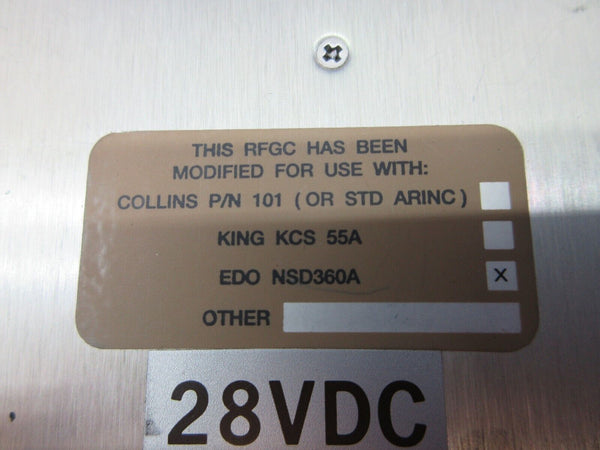 THIS RFGC HAS BEEN
MODIFIED FOR USE WITH:
COLLINS P/N 101 (OR STD ARINC)
KING KCS 55A
EDO NSD360A X
OTHER
28VDC